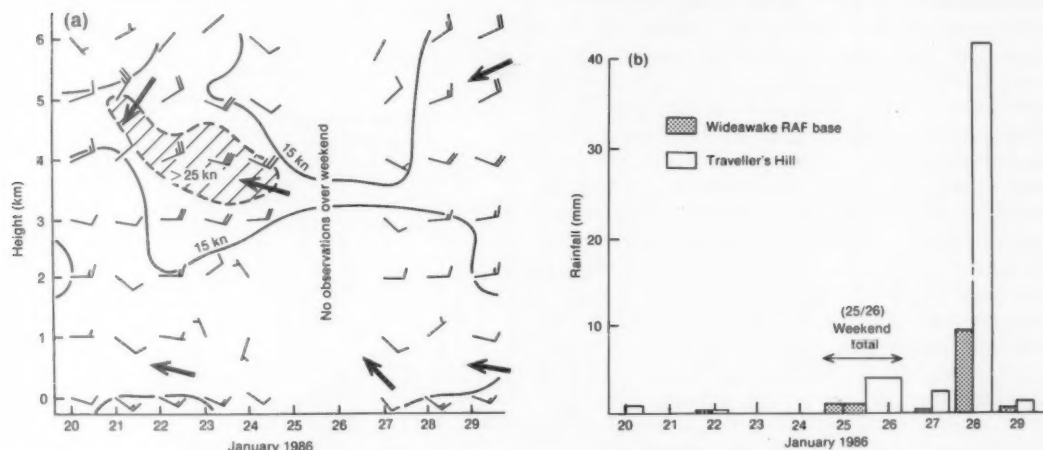 (a)
6
5
4
3
2
1
0
Height (km)
15 kn
> 25 kn
15 kn
No observations over weekend
20 21 22 23 24 25 26 27 28 29
January 1986
(b)
40
30
20
10
Rainfall (mm)
Wideawake RAF base
Traveller's Hill
(25/26)
Weekend
total
20 21 22 23 24 25 26 27 28 29
January 1986